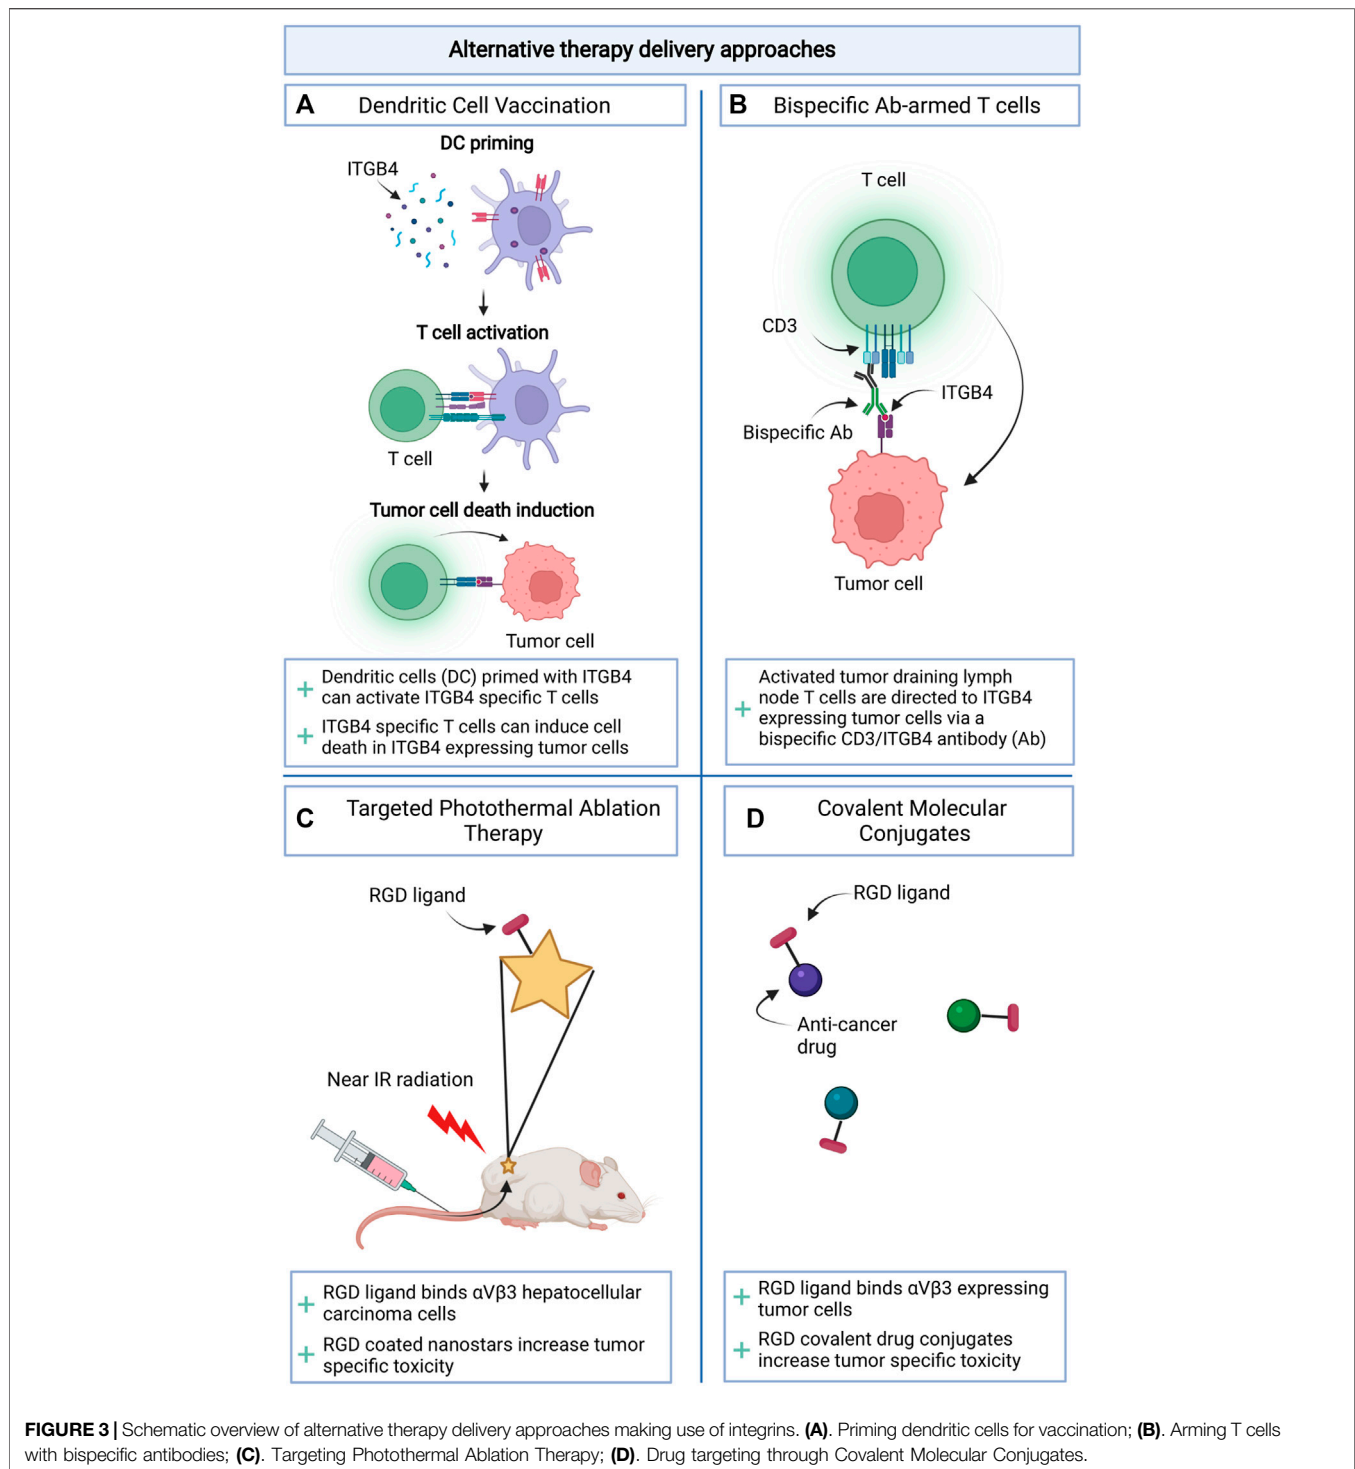 Alternative therapy delivery approaches
A Dendritic Cell Vaccination
DC priming
ITGB4
T cell activation
T cell
Tumor cell death induction
Tumor cell
Dendritic cells (DC) primed with ITGB4
can activate ITGB4 specific T cells
ITGB4 specific T cells can induce cell
death in ITGB4 expressing tumor cells
B Bispecific Ab-armed T cells
T cell
CD3
ITGB4
Bispecific Ab
Tumor cell
Activated tumor draining lymph
node T cells are directed to ITGB4
expressing tumor cells via a
bispecific CD3/ITGB4 antibody (Ab)
C Targeted Photothermal Ablation
Therapy
RGD ligand
Near IR radiation
RGD ligand binds αVβ3 hepatocellular
carcinoma cells
RGD coated nanostars increase tumor
specific toxicity
D Covalent Molecular
Conjugates
RGD ligand
Anti-cancer
drug
RGD ligand binds αVβ3 expressing
tumor cells
RGD covalent drug conjugates
increase tumor specific toxicity
FIGURE 3 | Schematic overview of alternative therapy delivery approaches making use of integrins. (A). Priming dendritic cells for vaccination; (B). Arming T cells
with bispecific antibodies; (C). Targeting Photothermal Ablation Therapy; (D). Drug targeting through Covalent Molecular Conjugates.